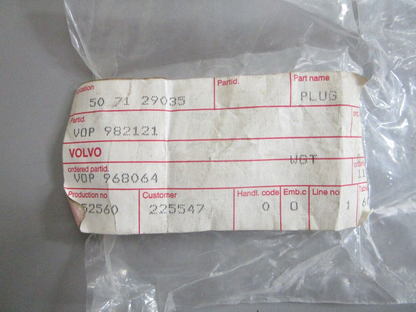 Partid. Part name
50 71 29035 PLUG
Partid.
VOP 982121
VOLVO
WGT
ordered partid.
VOP 968064
Production no Customer Handl. code Emb.c Line no
52560 225547 0 0 1